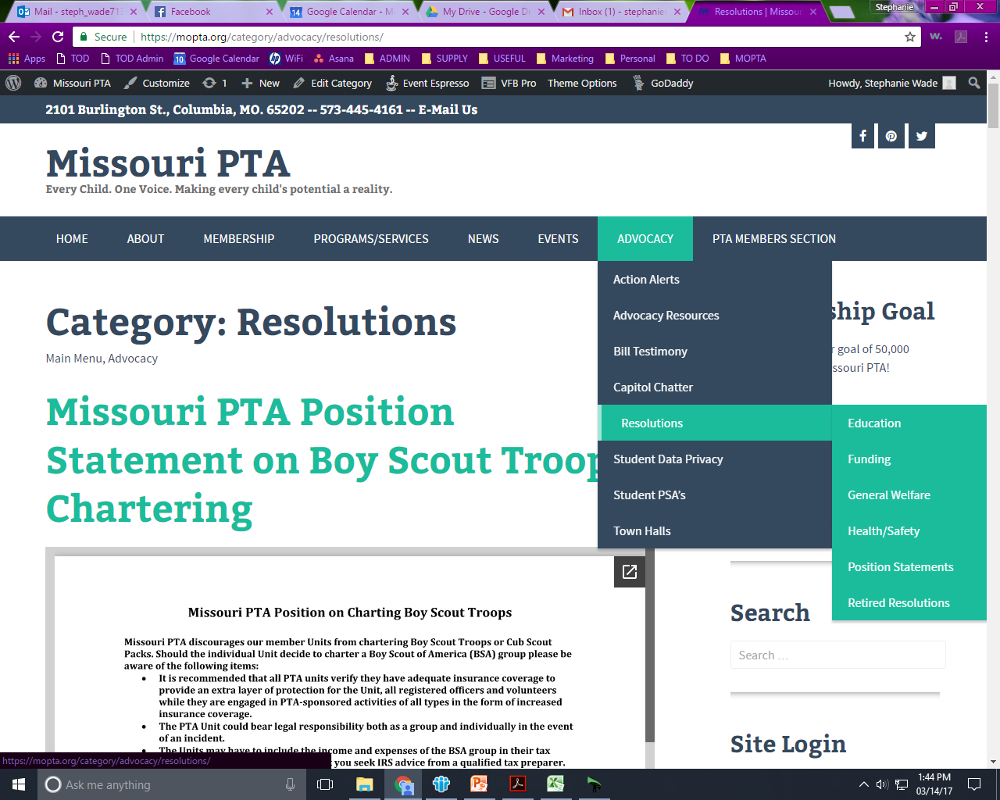 Mail - steph_wade71
Facebook
Google Calendar - M
My Drive - Google D
Inbox (1) - stephanie
Resolutions | Missou
Stephanie
Secure
https://mopta.org/category/advocacy/resolutions/
Apps
TOD
TOD Admin
10 Google Calendar
WiFi
Asana
ADMIN
SUPPLY
USEFUL
Marketing
Personal
TO DO
MOPTA
Missouri PTA
Customize
1
New
Edit Category
Event Espresso
VFB Pro
Theme Options
GoDaddy
Howdy, Stephanie Wade
2101 Burlington St., Columbia, MO. 65202 -- 573-445-4161 -- E-Mail Us
Missouri PTA
Every Child. One Voice. Making every child's potential a reality.
HOME
ABOUT
MEMBERSHIP
PROGRAMS/SERVICES
NEWS
EVENTS
ADVOCACY
PTA MEMBERS SECTION
Action Alerts
Advocacy Resources
Bill Testimony
Capitol Chatter
Resolutions
Student Data Privacy
Student PSA's
Town Halls
Education
Funding
General Welfare
Health/Safety
Position Statements
Retired Resolutions
Category: Resolutions
Main Menu, Advocacy
Missouri PTA Position
Statement on Boy Scout Troop
Chartering
Missouri PTA Position on Charting Boy Scout Troops
Missouri PTA discourages our member Units from chartering Boy Scout Troops or Cub Scout
Packs. Should the individual Unit decide to charter a Boy Scout of America (BSA) group please be
aware of the following items:
• It is recommended that all PTA units verify they have adequate insurance coverage to
provide an extra layer of protection for the Unit, all registered officers and volunteers
while they are engaged in PTA-sponsored activities of all types in the form of increased
insurance coverage.
• The PTA Unit could bear legal responsibility both as a group and individually in the event
of an incident.
• The Units may have to include the income and expenses of the BSA group in their tax
you seek IRS advice from a qualified tax preparer.
ship Goal
goal of 50,000
ssouri PTA!
Search
Search …
Site Login
https://mopta.org/category/advocacy/resolutions/
Ask me anything
1:44 PM
03/14/17